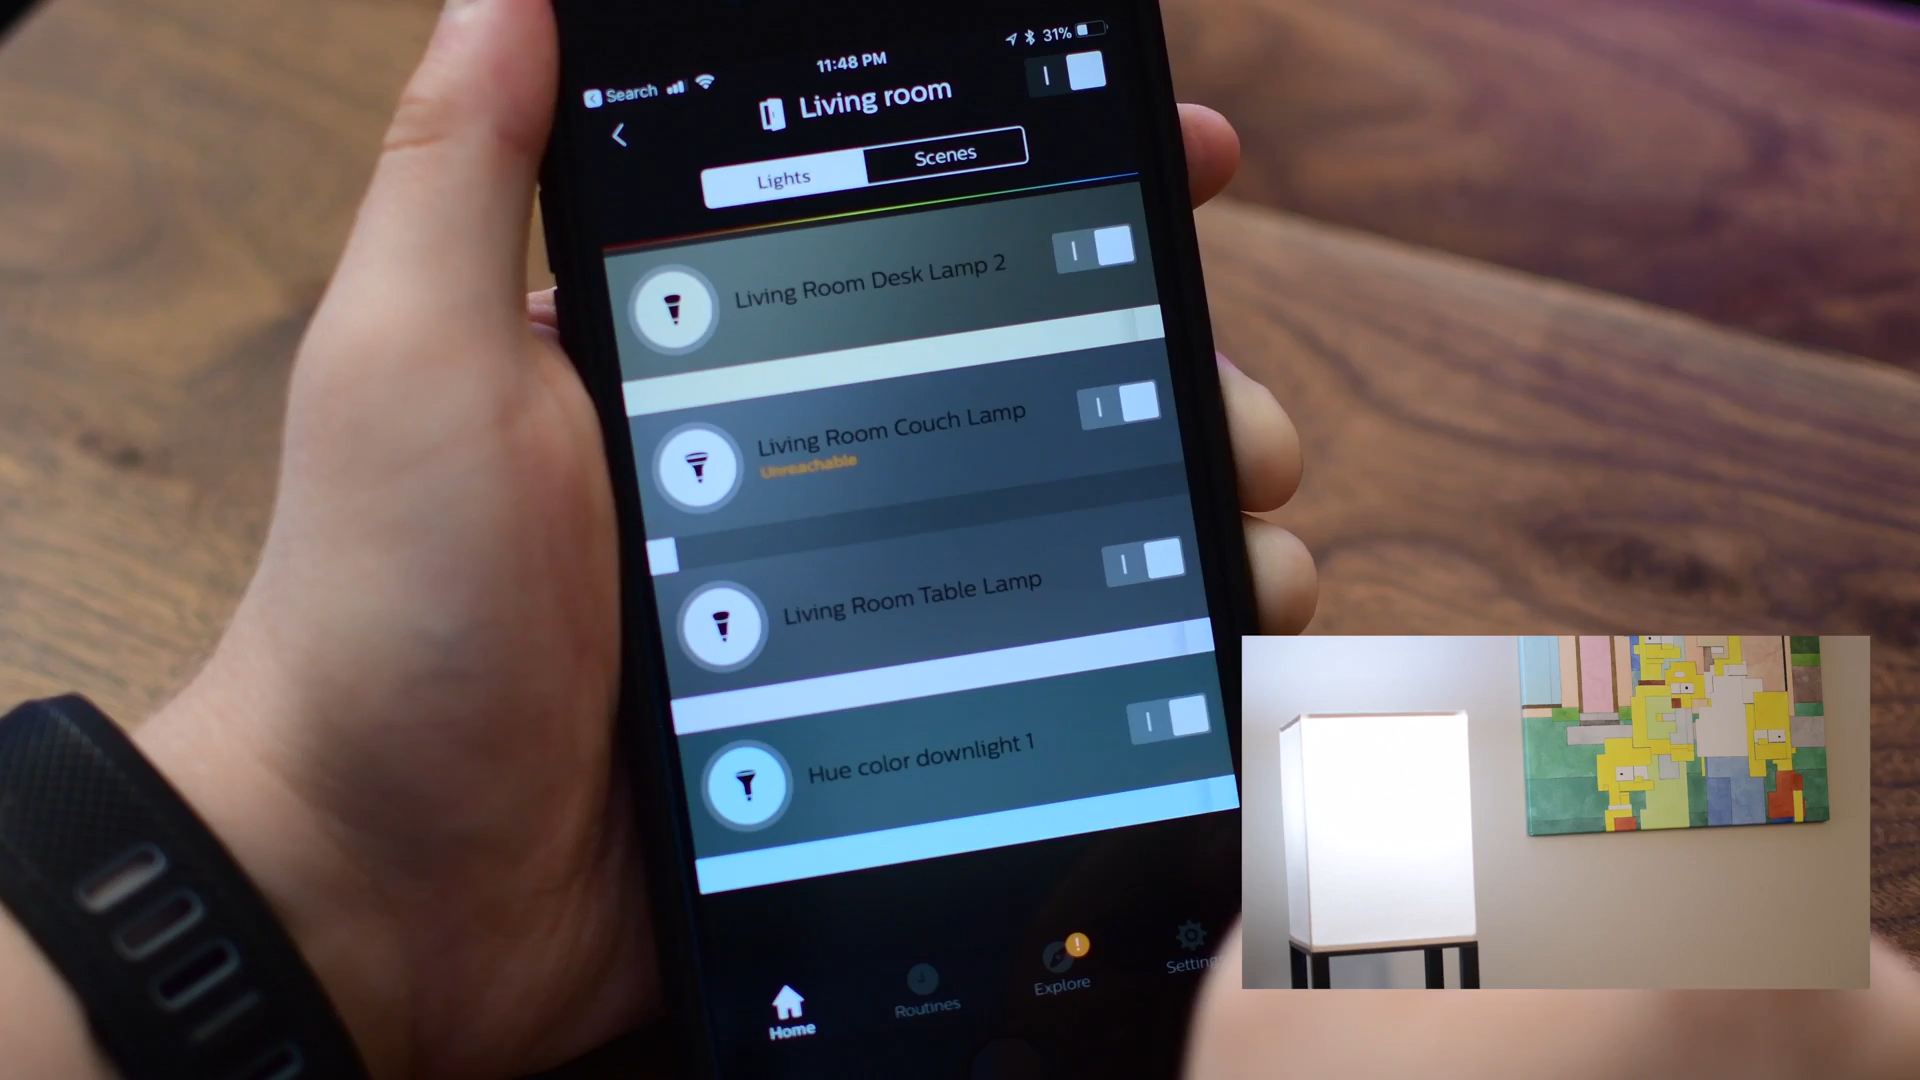 Search
11:48 PM
31%
Living room
Lights
Scenes
Living Room Desk Lamp 2
Living Room Couch Lamp
Unreachable
Living Room Table Lamp
Hue color downlight 1
Home
Routines
Explore
!
Setting